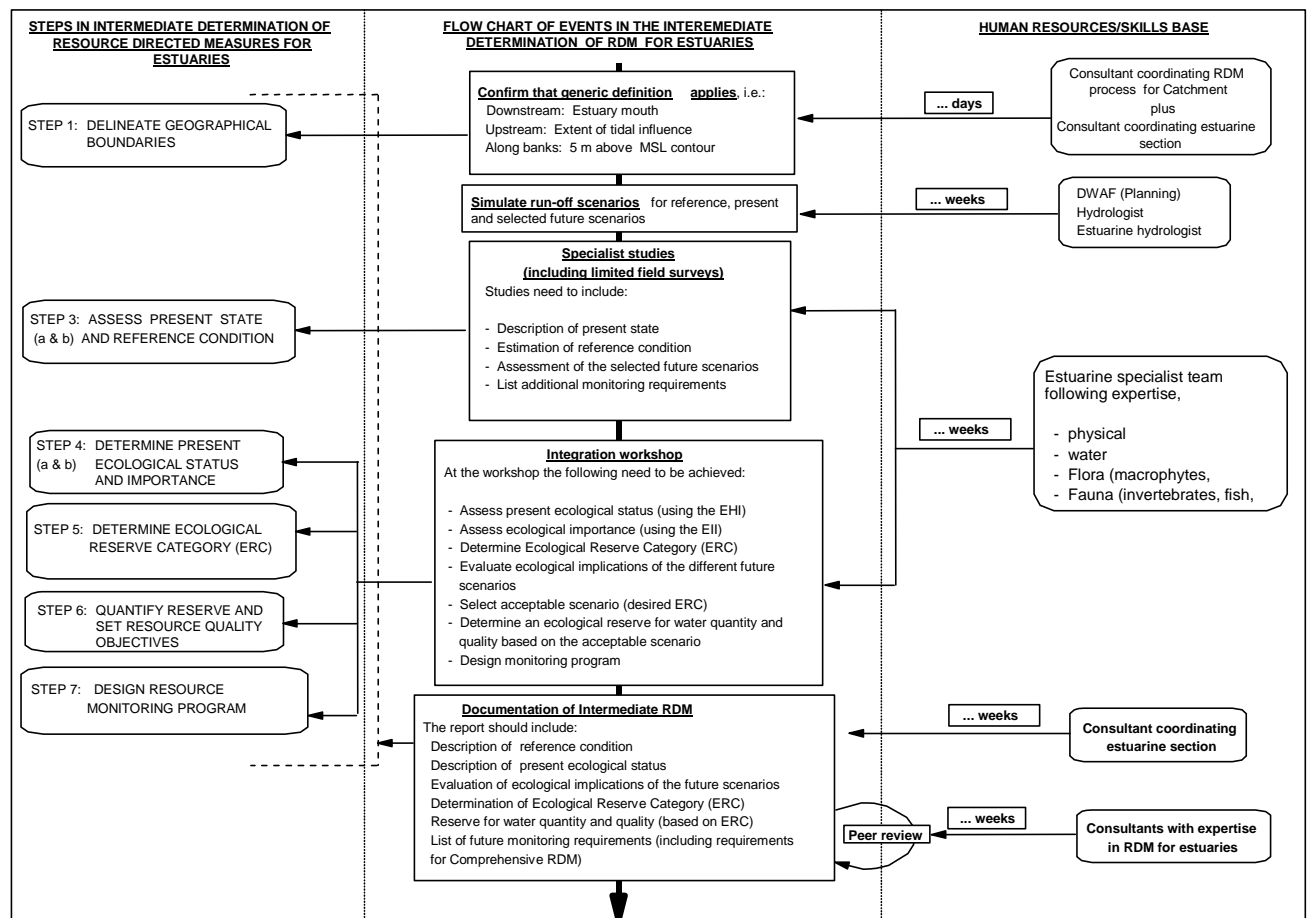 STEPS IN INTERMEDIATE DETERMINATION OF
RESOURCE DIRECTED MEASURES FOR
ESTUARIES
STEP 1: DELINEATE GEOGRAPHICAL
BOUNDARIES
STEP 3: ASSESS PRESENT STATE
(a & b) AND REFERENCE CONDITION
STEP 4: DETERMINE PRESENT
(a & b) ECOLOGICAL STATUS
AND IMPORTANCE
STEP 5: DETERMINE ECOLOGICAL
RESERVE CATEGORY (ERC)
STEP 6: QUANTIFY RESERVE AND
SET RESOURCE QUALITY
OBJECTIVES
STEP 7: DESIGN RESOURCE
MONITORING PROGRAM
FLOW CHART OF EVENTS IN THE INTEREMEDIATE
DETERMINATION OF RDM FOR ESTUARIES
Confirm that generic definition applies, i.e.:
Downstream: Estuary mouth
Upstream: Extent of tidal influence
Along banks: 5 m above MSL contour
Simulate run-off scenarios for reference, present
and selected future scenarios
Specialist studies
(including limited field surveys)
Studies need to include:
- Description of present state
- Estimation of reference condition
- Assessment of the selected future scenarios
- List additional monitoring requirements
Integration workshop
At the workshop the following need to be achieved:
- Assess present ecological status (using the EHI)
- Assess ecological importance (using the EII)
- Determine Ecological Reserve Category (ERC)
- Evaluate ecological implications of the different future
scenarios
- Select acceptable scenario (desired ERC)
- Determine an ecological reserve for water quantity and
quality based on the acceptable scenario
- Design monitoring program
Documentation of Intermediate RDM
The report should include:
Description of reference condition
Description of present ecological status
Evaluation of ecological implications of the future scenarios
Determination of Ecological Reserve Category (ERC)
Reserve for water quantity and quality (based on ERC)
List of future monitoring requirements (including requirements
for Comprehensive RDM)
Peer review
HUMAN RESOURCES/SKILLS BASE
... days
Consultant coordinating RDM
process for Catchment
plus
Consultant coordinating estuarine
section
... weeks
DWAF (Planning)
Hydrologist
Estuarine hydrologist
... weeks
Estuarine specialist team
following expertise,
- physical
- water
- Flora (macrophytes,
- Fauna (invertebrates, fish,
... weeks
Consultant coordinating
estuarine section
... weeks
Consultants with expertise
in RDM for estuaries